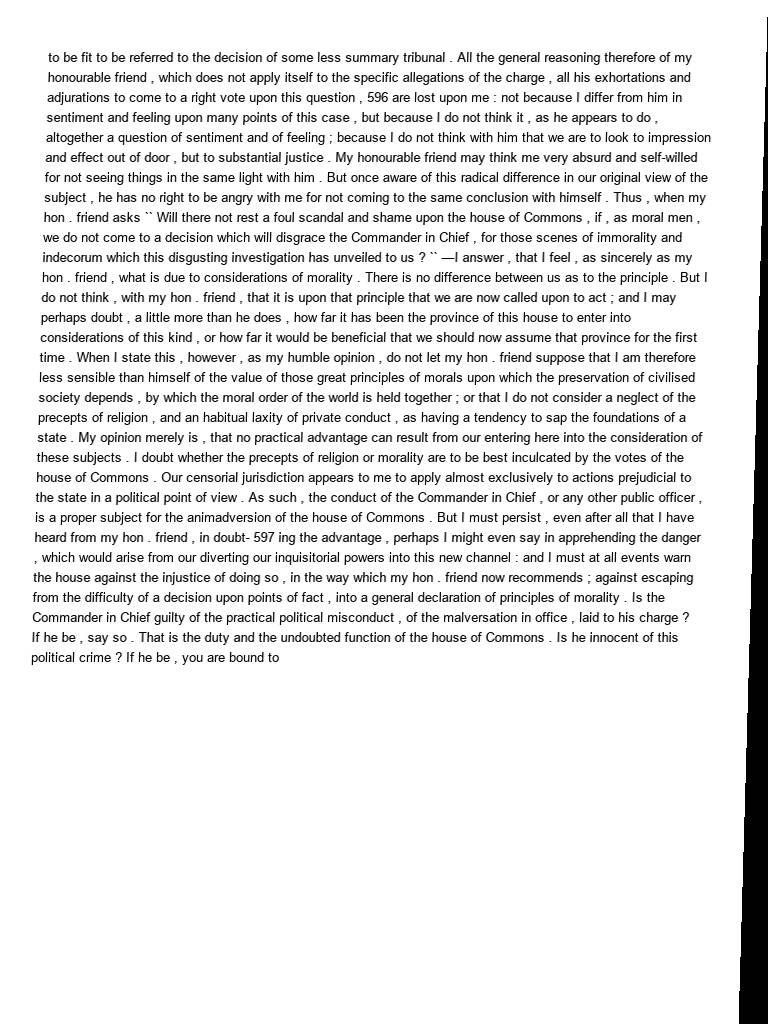 to be fit to be referred to the decision of some less summary tribunal . All the general reasoning therefore of my
honourable friend , which does not apply itself to the specific allegations of the charge , all his exhortations and
adjurations to come to a right vote upon this question , 596 are lost upon me : not because I differ from him in
sentiment and feeling upon many points of this case , but because I do not think it , as he appears to do ,
altogether a question of sentiment and of feeling ; because I do not think with him that we are to look to impression
and effect out of door , but to substantial justice . My honourable friend may think me very absurd and self-willed
for not seeing things in the same light with him . But once aware of this radical difference in our original view of the
subject , he has no right to be angry with me for not coming to the same conclusion with himself . Thus , when my
hon . friend asks `` Will there not rest a foul scandal and shame upon the house of Commons , if , as moral men ,
we do not come to a decision which will disgrace the Commander in Chief , for those scenes of immorality and
indecorum which this disgusting investigation has unveiled to us ? `` —I answer , that I feel , as sincerely as my
hon . friend , what is due to considerations of morality . There is no difference between us as to the principle . But I
do not think , with my hon . friend , that it is upon that principle that we are now called upon to act ; and I may
perhaps doubt , a little more than he does , how far it has been the province of this house to enter into
considerations of this kind , or how far it would be beneficial that we should now assume that province for the first
time . When I state this , however , as my humble opinion , do not let my hon . friend suppose that I am therefore
less sensible than himself of the value of those great principles of morals upon which the preservation of civilised
society depends , by which the moral order of the world is held together ; or that I do not consider a neglect of the
precepts of religion , and an habitual laxity of private conduct , as having a tendency to sap the foundations of a
state . My opinion merely is , that no practical advantage can result from our entering here into the consideration of
these subjects . I doubt whether the precepts of religion or morality are to be best inculcated by the votes of the
house of Commons . Our censorial jurisdiction appears to me to apply almost exclusively to actions prejudicial to
the state in a political point of view . As such , the conduct of the Commander in Chief , or any other public officer ,
is a proper subject for the animadversion of the house of Commons . But I must persist , even after all that I have
heard from my hon . friend , in doubt- 597 ing the advantage , perhaps I might even say in apprehending the danger
, which would arise from our diverting our inquisitorial powers into this new channel : and I must at all events warn
the house against the injustice of doing so , in the way which my hon . friend now recommends ; against escaping
from the difficulty of a decision upon points of fact , into a general declaration of principles of morality . Is the
Commander in Chief guilty of the practical political misconduct , of the malversation in office , laid to his charge ?
If he be , say so . That is the duty and the undoubted function of the house of Commons . Is he innocent of this
political crime ? If he be , you are bound to